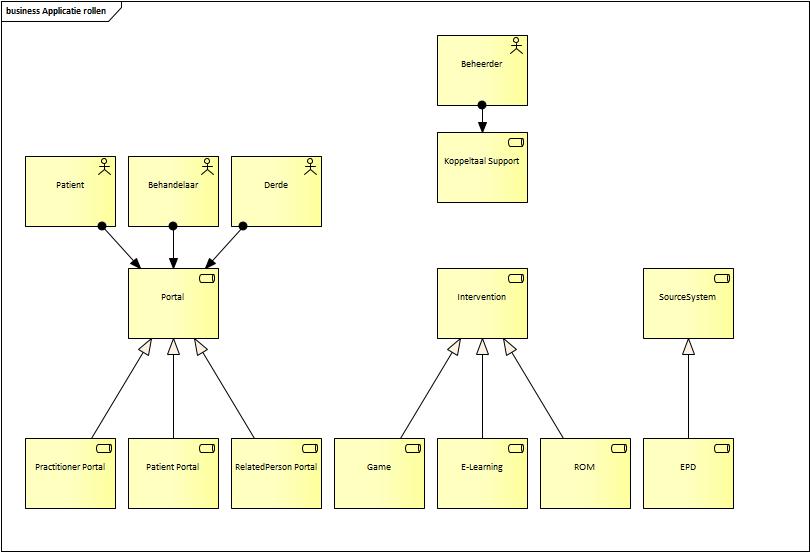 business Applicatie rollen
Beheerder
Koppeltaal Support
Patient
Behandelaar
Derde
Portal
Intervention
SourceSystem
Practitioner Portal
Patient Portal
RelatedPerson Portal
Game
E-Learning
ROM
EPD